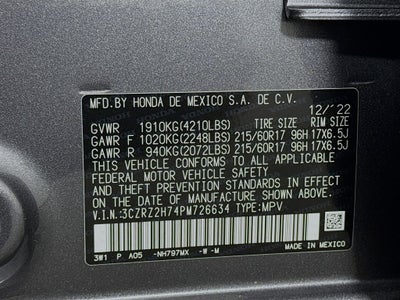 MFD.BY HONDA DE MEXICO S.A. DE C.V.
12/'22
GVWR 1910KG(4210LBS) TIRE SIZE RIM SIZE
GAWR F 1020KG(2248LBS) 215/60R17 96H 17X6.5J
GAWR R 940KG(2072LBS) 215/60R17 96H 17X6.5J
THIS VEHICLE CONFORMS TO ALL APPLICABLE
FEDERAL MOTOR VEHICLE SAFETY
AND THEFT PREVENTION STANDARDS IN EFFECT ON
THE DATE OF MANUFACTURE SHOWN ABOVE.
V.I.N.:3CZRZ2H74PM726634 TYPE:MPV
3W1 P A05 -NH797MX -W -M